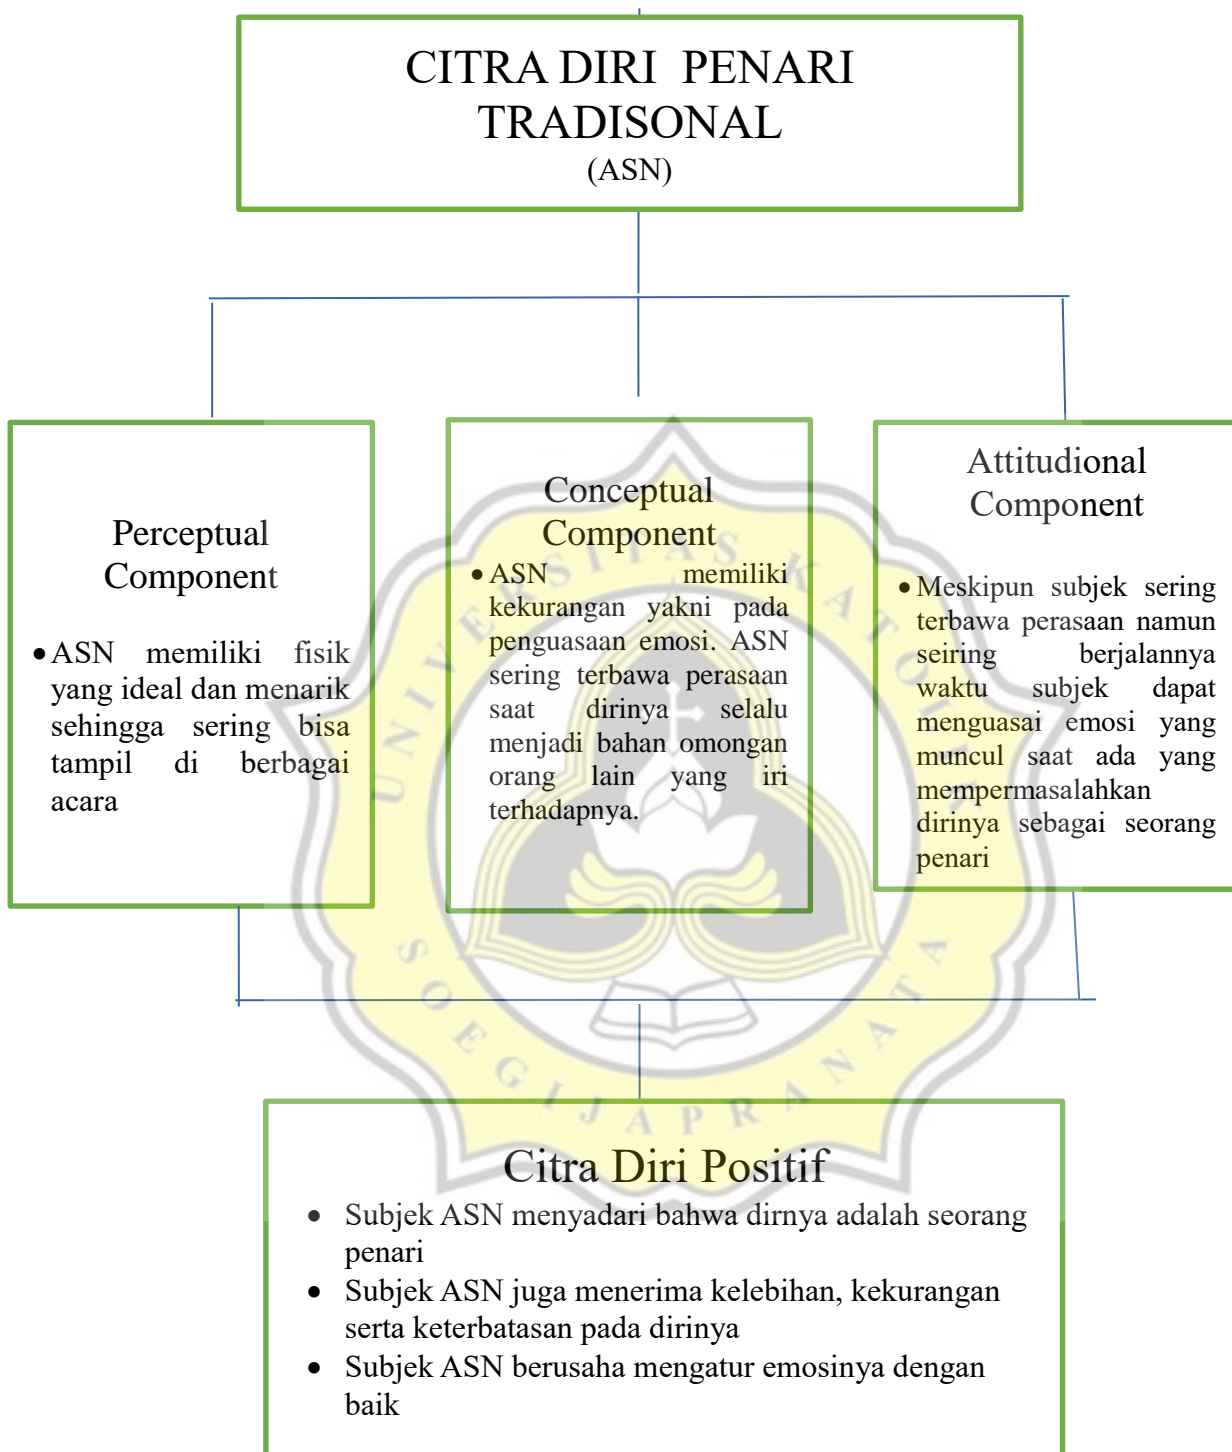 CITRA DIRI PENARI
TRADISONAL
(ASN)
Perceptual
Component
• ASN memiliki fisik
yang ideal dan menarik
sehingga sering bisa
tampil di berbagai
acara
Conceptual
Component
• ASN memiliki
kekurangan yakni pada
penguasaan emosi. ASN
sering terbawa perasaan
saat dirinya selalu
menjadi bahan omongan
orang lain yang iri
terhadapnya.
Attitudional
Component
• Meskipun subjek sering
terbawa perasaan namun
seiring berjalannya
waktu subjek dapat
menguasai emosi yang
muncul saat ada yang
mempermasalahkan
dirinya sebagai seorang
penari
UNIVERSITAS KATOLIK
SOEGIJAPRANATA
Citra Diri Positif
• Subjek ASN menyadari bahwa dirnya adalah seorang
penari
• Subjek ASN juga menerima kelebihan, kekurangan
serta keterbatasan pada dirinya
• Subjek ASN berusaha mengatur emosinya dengan
baik